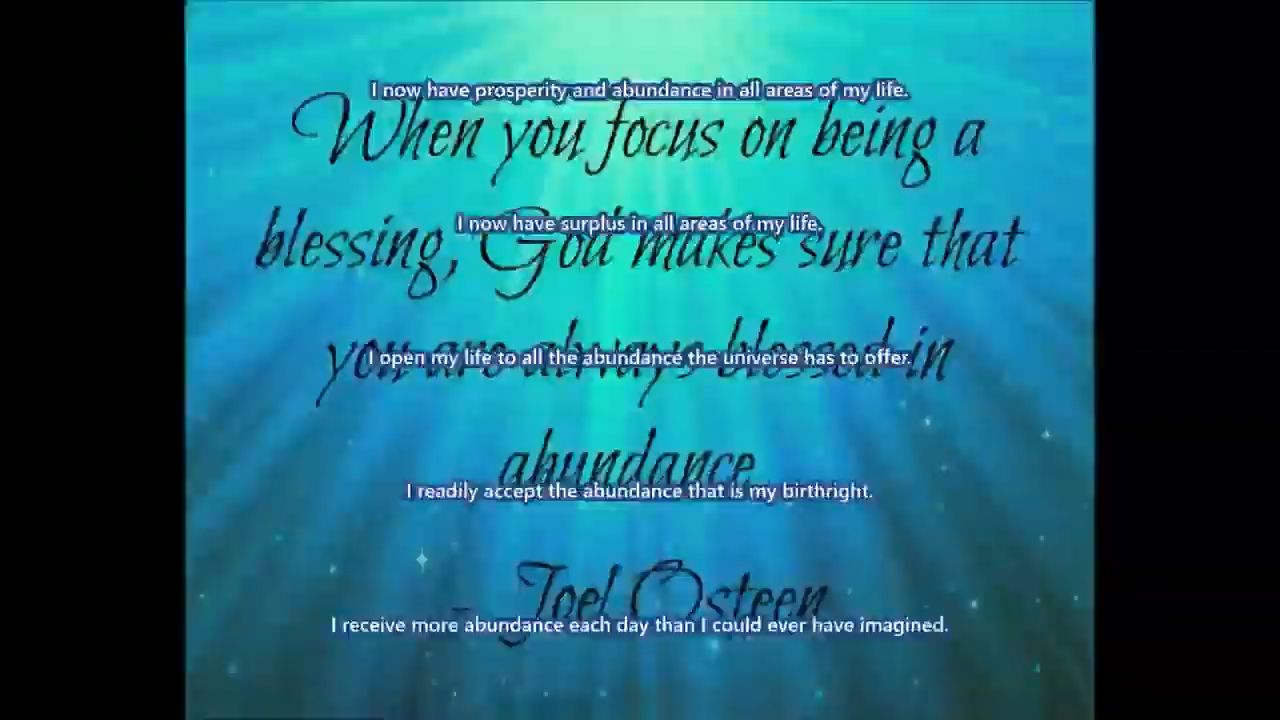 I now have prosperity and abundance in all areas of my life.
When you focus on being a
I now have surplus in all areas of my life.
blessing, God makes sure that
I open my life to all the abundance the universe has to offer.
you are always blessed in
abundance
I readily accept the abundance that is my birthright.
- Joel Osteen
I receive more abundance each day than I could ever have imagined.